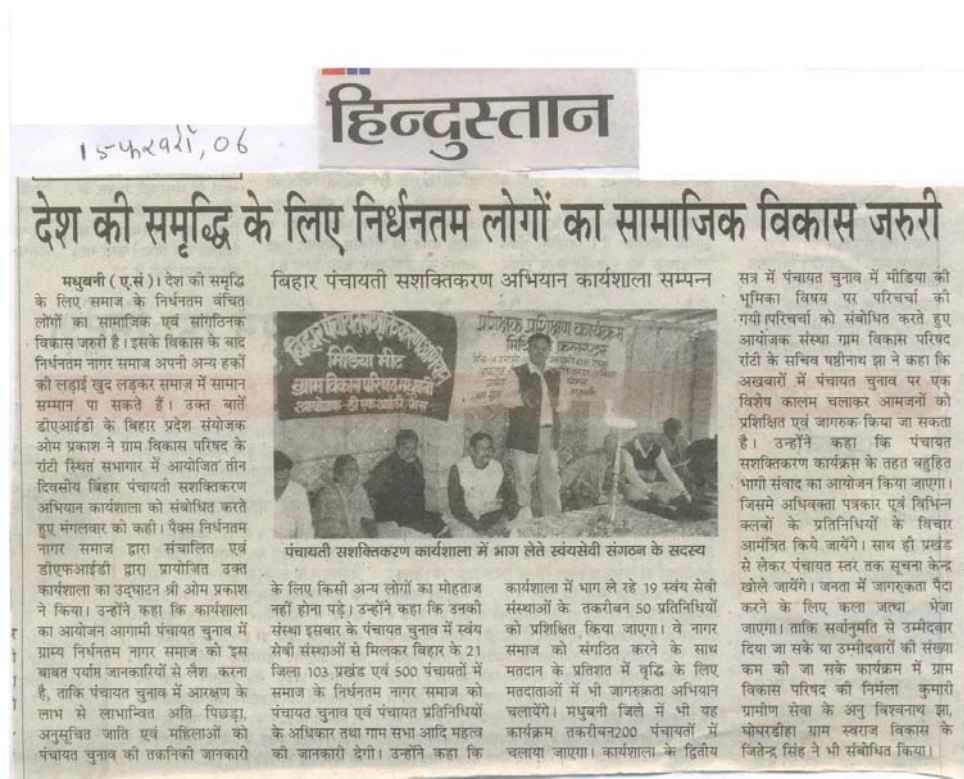 हिन्दुस्तान
15 फरवरी, 06
देश की समृद्धि के लिए निर्धनतम लोगों का सामाजिक विकास जरुरी
मधुबनी (ए.सं)। देश की समृद्धि
के लिए समाज के निर्धनतम वंचित
लोगों का सामाजिक एवं सांगठनिक
विकास जरुरी है। इसके विकास के बाद
निर्धनतम नागर समाज अपनी अन्य हकों
की लड़ाई खुद लड़कर समाज में सामान
सम्मान पा सकते हैं। उक्त बातें
डीएआईडी के बिहार प्रदेश संयोजक
ओम प्रकाश ने ग्राम विकास परिषद के
राँटी स्थित सभागार में आयोजित तीन
दिवसीय बिहार पंचायती सशक्तिकरण
अभियान कार्यशाला को संबोधित करते
हुए मंगलवार को कही। पैक्स निर्धनतम
नागर समाज द्वारा संचालित एवं
डीएफआईडी द्वारा प्रायोजित उक्त
कार्यशाला का उद्घाटन श्री ओम प्रकाश
ने किया। उन्होंने कहा कि कार्यशाला
का आयोजन आगामी पंचायत चुनाव में
ग्राम्य निर्धनतम नागर समाज को इस
बाबत पर्याप्त जानकारियों से लैश करना
है, ताकि पंचायत चुनाव में आरक्षण के
लाभ से लाभान्वित अति पिछड़ा,
अनुसूचित जाति एवं महिलाओं को
पंचायत चुनाव की तकनिकी जानकारी
बिहार पंचायती सशक्तिकरण अभियान कार्यशाला सम्पन्न
बिहार पंचायत सशक्तिकरण अभियान
मिडिया मीट
ग्राम विकास परिषद मधुबनी
आयोजक-डी.एफ.आई.डी. पैक्स
प्रशिक्षक प्रशिक्षण कार्यक्रम
पंचायती सशक्तिकरण कार्यशाला में भाग लेते स्वंयसेवी संगठन के सदस्य
के लिए किसी अन्य लोगों का मोहताज
नहीं होना पड़े। उन्होंने कहा कि उनकी
संस्था इसबार के पंचायत चुनाव में स्वंय
सेवी संस्थाओं से मिलकर बिहार के 21
जिला 103 प्रखंड एवं 500 पंचायतों में
समाज के निर्धनतम नागर समाज को
पंचायत चुनाव एवं पंचायत प्रतिनिधियों
के अधिकार तथा गाम सभा आदि महत्व
की जानकारी देगी। उन्होंने कहा कि
कार्यशाला में भाग ले रहे 19 स्वंय सेवी
संस्थाओं के तकरीबन 50 प्रतिनिधियों
को प्रशिक्षित किया जाएगा। वे नागर
समाज को संगठित करने के साथ
मतदान के प्रतिशत में वृद्धि के लिए
मतदाताओं में भी जागरुकता अभियान
चलायेंगे। मधुबनी जिले में भी यह
कार्यक्रम तकरीबन200 पंचायतों में
चलाया जाएगा। कार्यशाला के द्वितीय
सत्र में पंचायत चुनाव में मीडिया की
भूमिका विषय पर परिचर्चा की
गयी।परिचर्चा को संबोधित करते हुए
आयोजक संस्था ग्राम विकास परिषद
राँटी के सचिव षष्ठीनाथ झा ने कहा कि
अखबारों में पंचायत चुनाव पर एक
विशेष कालम चलाकर आमजनों को
प्रशिक्षित एवं जागरुक किया जा सकता
है। उन्होंने कहा कि पंचायत
सशक्तिकरण कार्यक्रम के तहत बहुहित
भागी संवाद का आयोजन किया जाएगा।
जिसमे अधिवक्ता पत्रकार एवं विभिन्न
क्लबों के प्रतिनिधियों के विचार
आमंत्रित किये जायेंगे। साथ ही प्रखंड
से लेकर पंचायत स्तर तक सूचना केन्द्र
खोले जायेंगे। जनता में जागरुकता पैदा
करने के लिए कला जत्था भेजा
जाएगा। ताकि सर्वानुमति से उम्मीदवार
दिया जा सके या उम्मीदवारों की संख्या
कम की जा सके कार्यक्रम में ग्राम
विकास परिषद की निर्मला कुमारी
ग्रामीण सेवा के अनु विश्वनाथ झा,
घोघरडीहा ग्राम स्वराज विकास के
जितेन्द्र सिंह ने भी संबोधित किया।